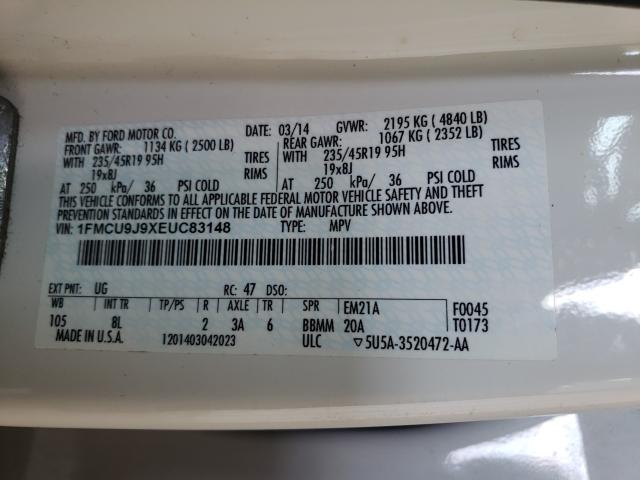 MFD. BY FORD MOTOR CO. DATE: 03/14 GVWR: 2195 KG ( 4840 LB)
FRONT GAWR: 1134 KG ( 2500 LB) REAR GAWR: 1067 KG ( 2352 LB)
WITH 235/45R19 95H TIRES WITH 235/45R19 95H TIRES
19x8J RIMS 19x8J RIMS
AT 250 kPa/ 36 PSI COLD AT 250 kPa/ 36 PSI COLD
THIS VEHICLE CONFORMS TO ALL APPLICABLE FEDERAL MOTOR VEHICLE SAFETY AND THEFT
PREVENTION STANDARDS IN EFFECT ON THE DATE OF MANUFACTURE SHOWN ABOVE.
VIN: 1FMCU9J9XEUC83148 TYPE: MPV
EXT PNT: UG RC: 47 DSO:
WB INT TR TP/PS R AXLE TR SPR EM21A F0045
105 8L 2 3A 6 BBMM 20A T0173
MADE IN U.S.A. 1201403042023 ULC ▽5U5A-3520472-AA